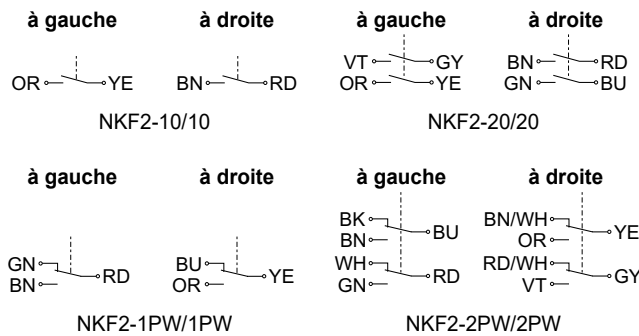 à gauche à droite à gauche à droite
VT GY BN RD
OR YE BN RD OR YE GN BU
NKF2-10/10 NKF2-20/20
à gauche à droite à gauche à droite
BK BU BN/WH YE
BN OR
GN RD BU YE WH RD RD/WH GY
BN OR GN VT
NKF2-1PW/1PW NKF2-2PW/2PW